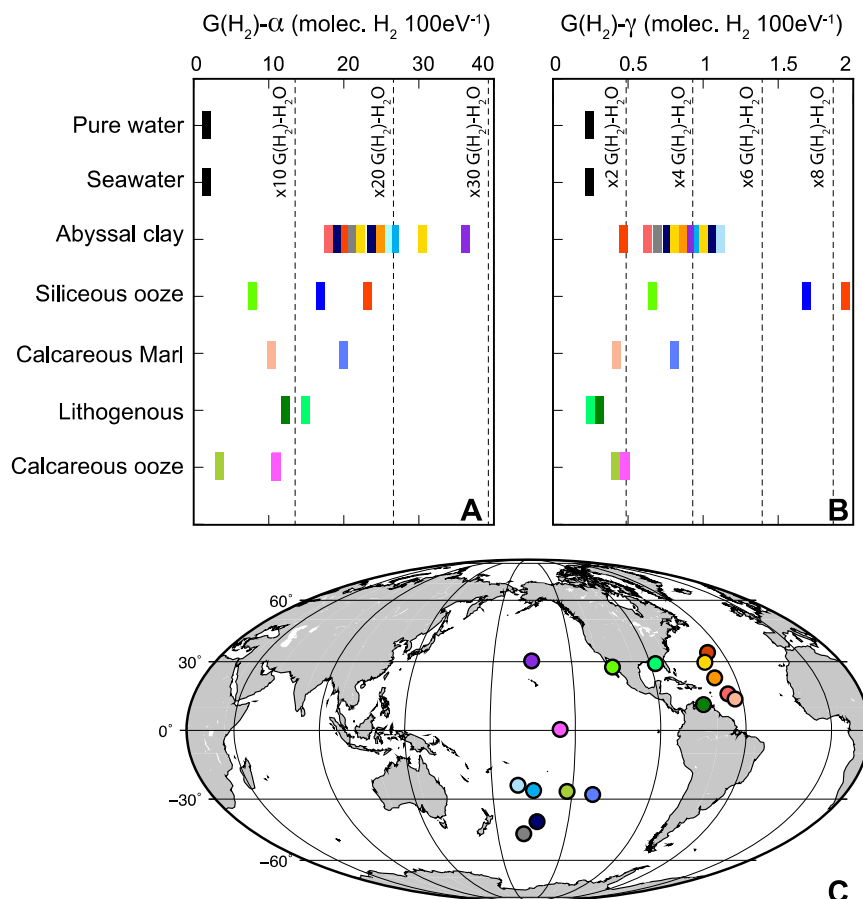 G(H₂)-α (molec. H₂ 100eV⁻¹)
G(H₂)-γ (molec. H₂ 100eV⁻¹)
0 10 20 30 40
0 0.5 1 1.5 2
x10 G(H₂)-H₂O
x20 G(H₂)-H₂O
x30 G(H₂)-H₂O
x2 G(H₂)-H₂O
x4 G(H₂)-H₂O
x6 G(H₂)-H₂O
x8 G(H₂)-H₂O
Pure water
Seawater
Abyssal clay
Siliceous ooze
Calcareous Marl
Lithogenous
Calcareous ooze
A
B
60°
30°
30°
0°
0°
−30°
−30°
−60°
C